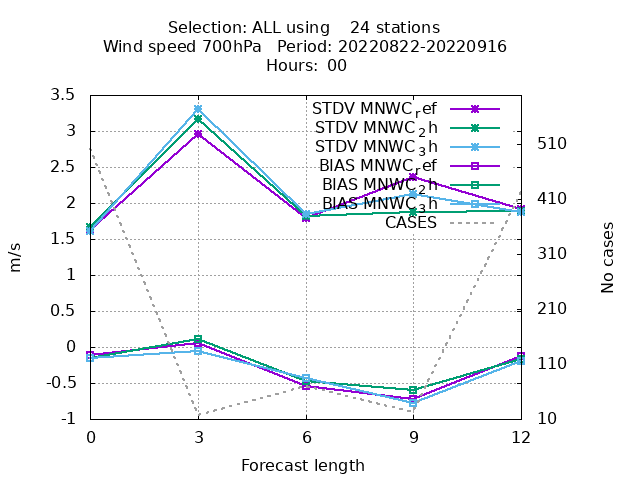 Selection: ALL using 24 stations
Wind speed 700hPa Period: 20220822-20220916
Hours: 00
3.5
3
2.5
2
1.5
1
0.5
0
-0.5
-1
m/s
STDV MNWC_ref
STDV MNWC_2h
STDV MNWC_3h
BIAS MNWC_ref
BIAS MNWC_2h
BIAS MNWC_3h
CASES
510
410
310
210
110
10
No cases
0 3 6 9 12
Forecast length